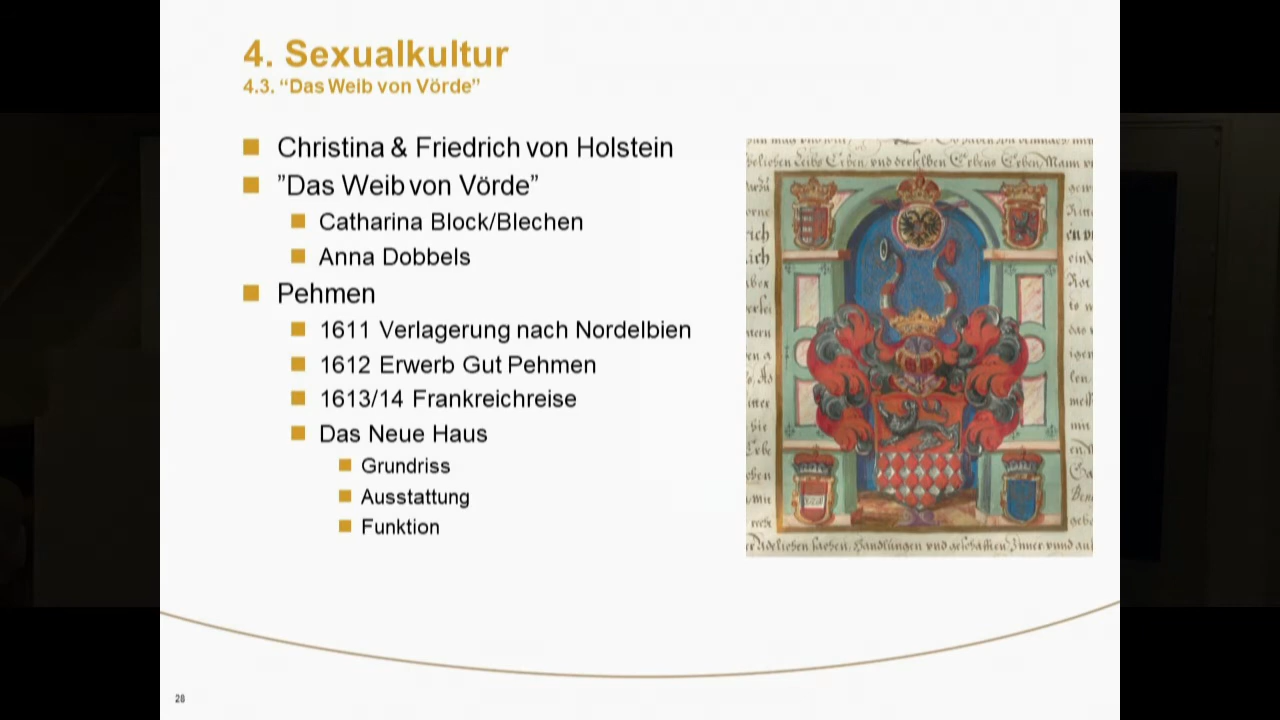 4. Sexualkultur
4.3. “Das Weib von Vörde”
Christina & Friedrich von Holstein
”Das Weib von Vörde”
Catharina Block/Blechen
Anna Dobbels
Pehmen
1611 Verlagerung nach Nordelbien
1612 Erwerb Gut Pehmen
1613/14 Frankreichreise
Das Neue Haus
Grundriss
Ausstattung
Funktion
28